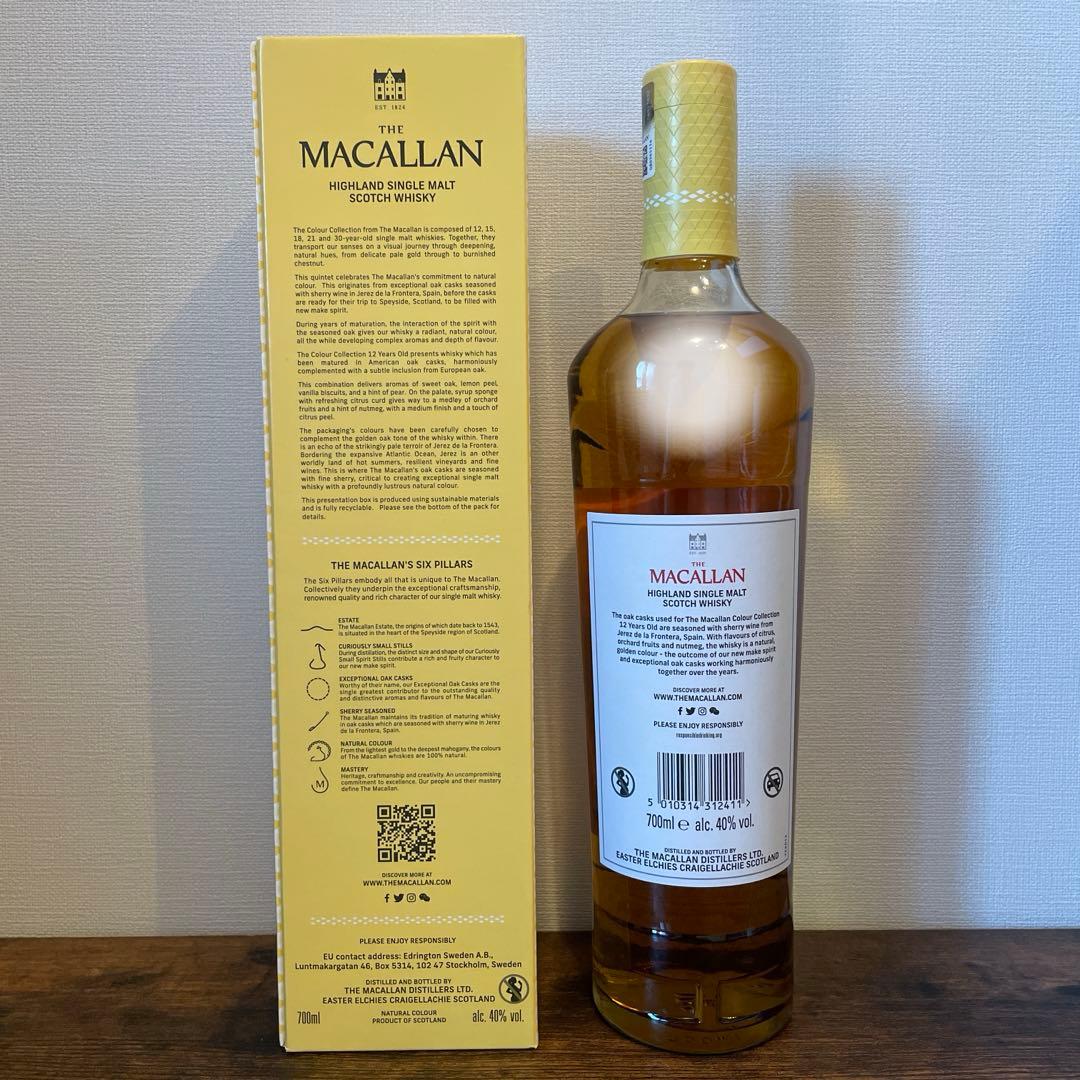 EST. 1824
THE
MACALLAN
HIGHLAND SINGLE MALT
SCOTCH WHISKY
The Colour Collection from The Macallan is composed of 12, 15,
18, 21 and 30-year-old single malt whiskies. Together, they
transport our senses on a visual journey through deepening,
natural hues, from delicate pale gold through to burnished
chestnut.
This quintet celebrates The Macallan's commitment to natural
colour. This originates from exceptional oak casks seasoned
with sherry wine in Jerez de la Frontera, Spain, before the casks
are ready for their trip to Speyside, Scotland, to be filled with
new make spirit.
During years of maturation, the interaction of the spirit with
the seasoned oak gives our whisky a radiant, natural colour,
all the while developing complex aromas and depth of flavour.
The Colour Collection 12 Years Old presents whisky which has
been matured in American oak casks, harmoniously
complemented with a subtle inclusion from European oak.
This combination delivers aromas of sweet oak, lemon peel,
vanilla biscuits, and a hint of pear. On the palate, syrup sponge
with refreshing citrus curd gives way to a medley of orchard
fruits and a hint of nutmeg, with a medium finish and a touch of
citrus peel.
The packaging's colours have been carefully chosen to
complement the golden oak tone of the whisky within. There
is an echo of the strikingly pale terroir of Jerez de la Frontera.
Bordering the expansive Atlantic Ocean, Jerez is an other
worldly land of hot summers, resilient vineyards and fine
wines. This is where The Macallan's oak casks are seasoned
with fine sherry, critical to creating exceptional single malt
whisky with a profoundly lustrous natural colour.
This presentation box is produced using sustainable materials
and is fully recyclable. Please see the bottom of the pack for
details.
THE MACALLAN'S SIX PILLARS
The Six Pillars embody all that is unique to The Macallan.
Collectively they underpin the exceptional craftsmanship,
renowned quality and rich character of our single malt whisky.
ESTATE
The Macallan Estate, the origins of which date back to 1543,
is situated in the heart of the Speyside region of Scotland.
CURIOUSLY SMALL STILLS
During distillation, the distinct size and shape of our Curiously
Small Spirit Stills contribute a rich and fruity character to
our new make spirit.
EXCEPTIONAL OAK CASKS
Worthy of their name, our Exceptional Oak Casks are the
single greatest contributor to the outstanding quality
and distinctive aromas and flavours of The Macallan.
SHERRY SEASONED
The Macallan maintains its tradition of maturing whisky
in oak casks which are seasoned with sherry wine in Jerez
de la Frontera, Spain.
NATURAL COLOUR
From the lightest gold to the deepest mahogany, the colours
of The Macallan whiskies are 100% natural.
MASTERY
Heritage, craftmanship and creativity. An uncompromising
commitment to excellence. Our people and their mastery
define The Macallan.
M
DISCOVER MORE AT
WWW.THEMACALLAN.COM
PLEASE ENJOY RESPONSIBLY
EU contact address: Edrington Sweden A.B.,
Luntmakargatan 46, Box 5314, 102 47 Stockholm, Sweden
DISTILLED AND BOTTLED BY
THE MACALLAN DISTILLERS LTD.
EASTER ELCHIES CRAIGELLACHIE SCOTLAND
700ml
NATURAL COLOUR
PRODUCT OF SCOTLAND
alc. 40% vol.
THE
MACALLAN
HIGHLAND SINGLE MALT
SCOTCH WHISKY
The oak casks used for The Macallan Colour Collection
12 Years Old are seasoned with sherry wine from
Jerez de la Frontera, Spain. With flavours of citrus,
orchard fruits and nutmeg, the whisky is a natural,
golden colour - the outcome of our new make spirit
and exceptional oak casks working harmoniously
together over the years.
DISCOVER MORE AT
WWW.THEMACALLAN.COM
PLEASE ENJOY RESPONSIBLY
responsibledrinking.org
5 010314 312411 >
700ml e alc. 40% vol.
DISTILLED AND BOTTLED BY
THE MACALLAN DISTILLERS LTD.
EASTER ELCHIES CRAIGELLACHIE SCOTLAND